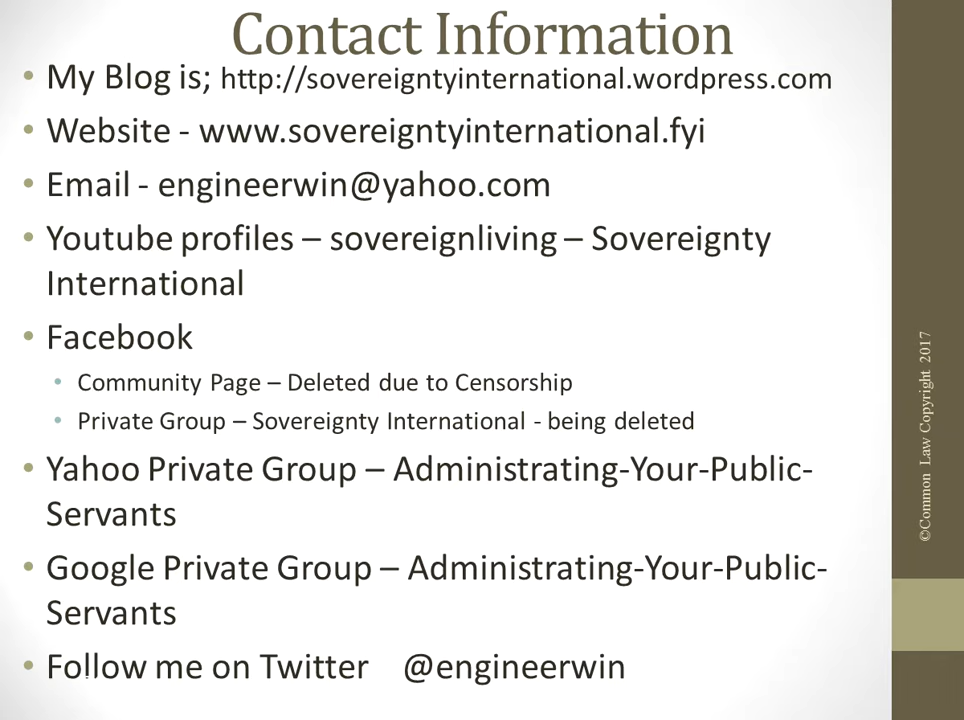 Contact Information
• My Blog is; http://sovereigntyinternational.wordpress.com
• Website - www.sovereigntyinternational.fyi
• Email - engineerwin@yahoo.com
• Youtube profiles – sovereignliving – Sovereignty
International
• Facebook
• Community Page – Deleted due to Censorship
• Private Group – Sovereignty International - being deleted
• Yahoo Private Group – Administrating-Your-Public-
Servants
• Google Private Group – Administrating-Your-Public-
Servants
• Follow me on Twitter @engineerwin
©Common Law Copyright 2017